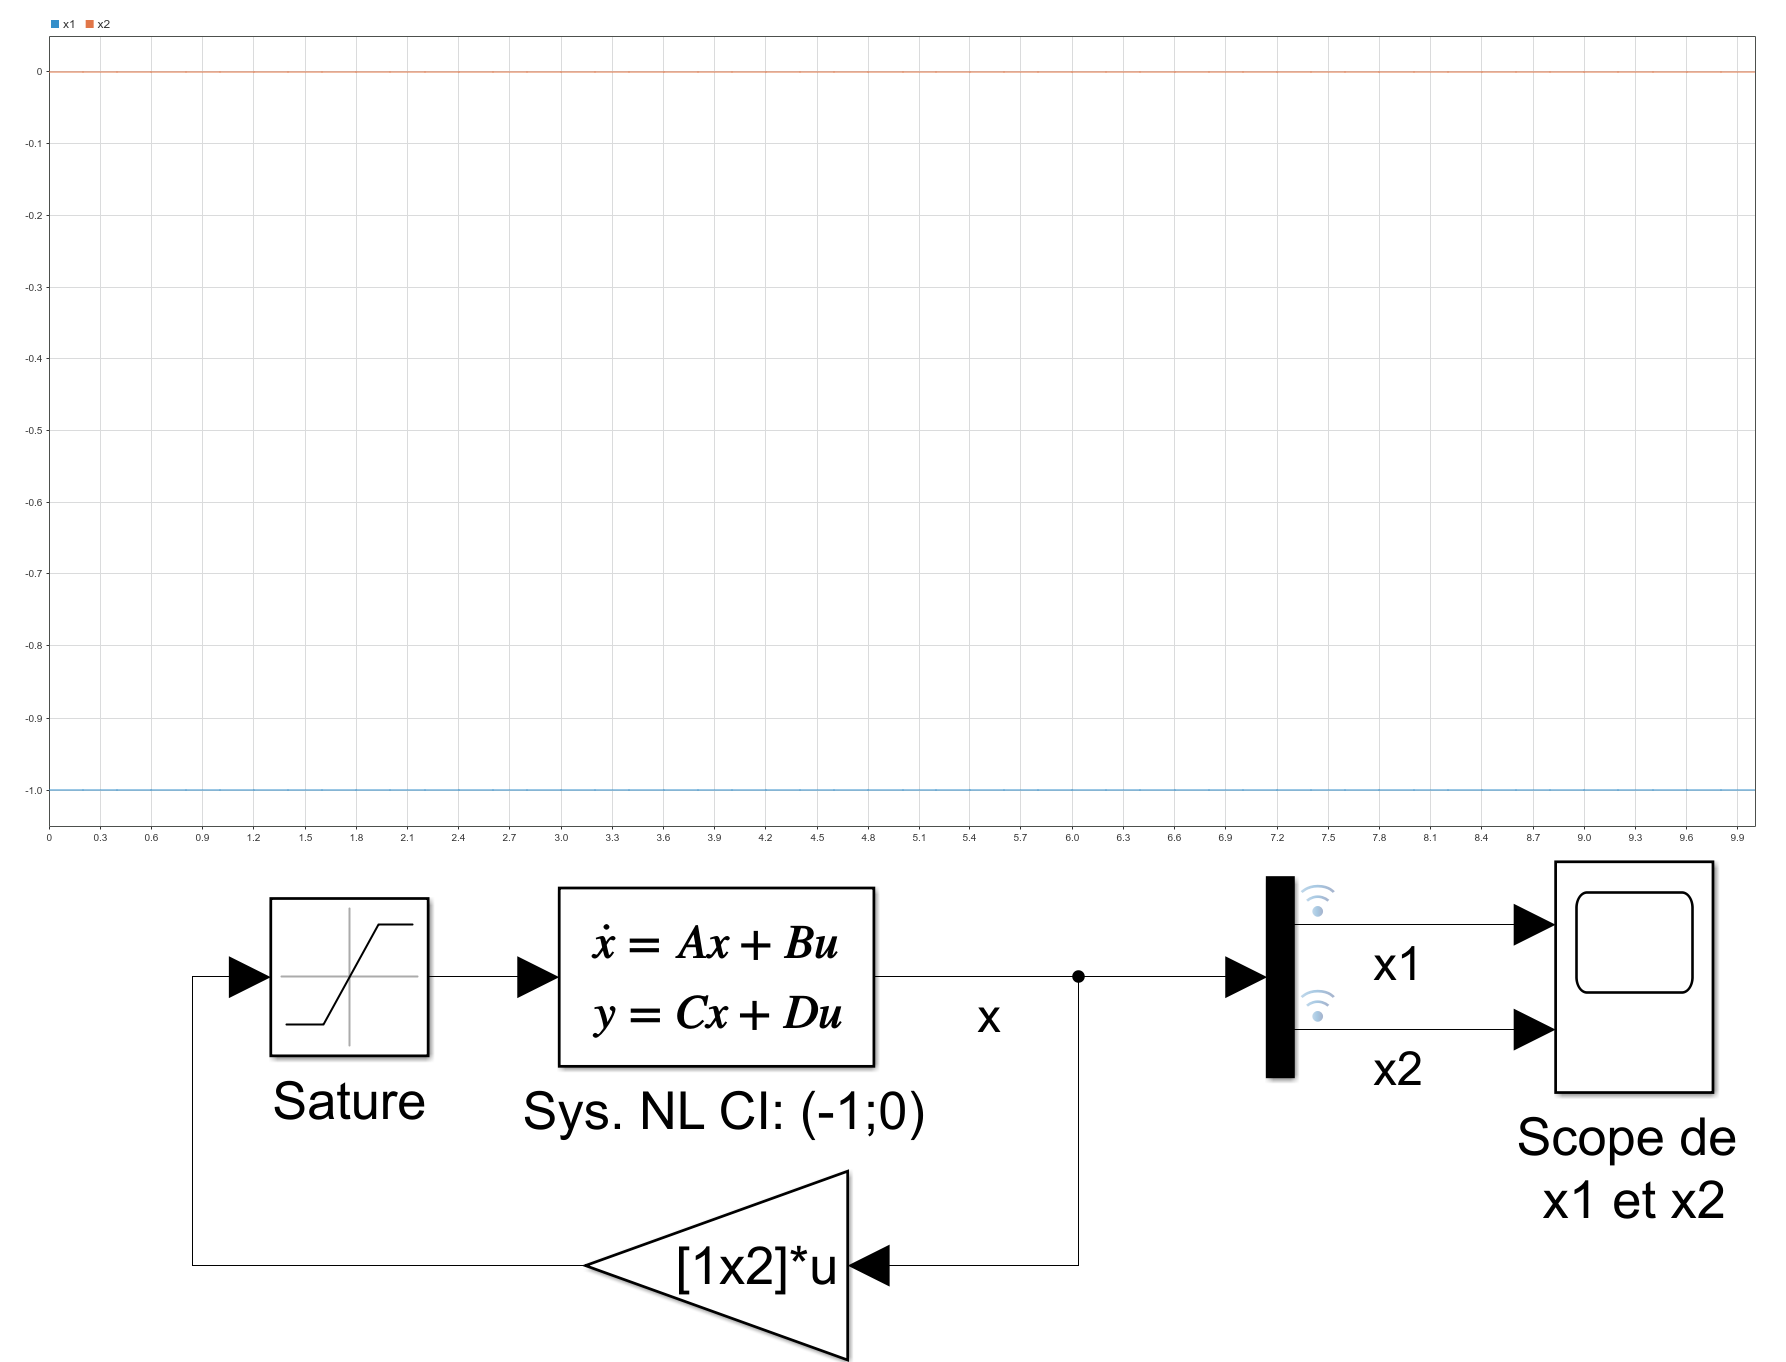 x1 x2
0
-0.1
-0.2
-0.3
-0.4
-0.5
-0.6
-0.7
-0.8
-0.9
-1.0
0 0.3 0.6 0.9 1.2 1.5 1.8 2.1 2.4 2.7 3.0 3.3 3.6 3.9 4.2 4.5 4.8 5.1 5.4 5.7 6.0 6.3 6.6 6.9 7.2 7.5 7.8 8.1 8.4 8.7 9.0 9.3 9.6 9.9
ẋ = Ax + Bu
y = Cx + Du
x
x1
x2
Sature
Sys. NL CI: (-1;0)
Scope de
x1 et x2
[1x2]*u